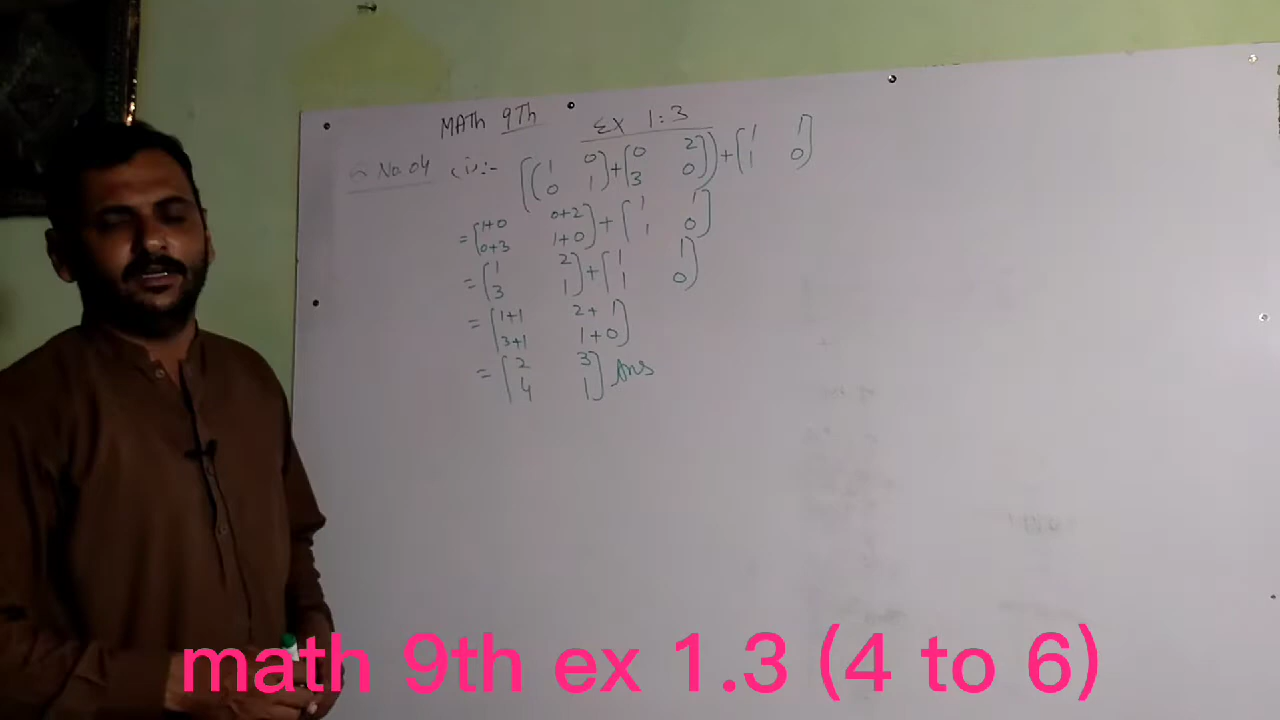 MATh 9Th Ex 1:3
No.04 (i):- [([1 0; 0 1]+[0 2; 3 0])]+[1 1; 1 0]
=[1+0 0+2; 0+3 1+0]+[1 1; 1 0]
=[1 2; 3 1]+[1 1; 1 0]
=[1+1 2+1; 3+1 1+0]
=[2 3; 4 1] Ans
math 9th ex 1.3 (4 to 6)